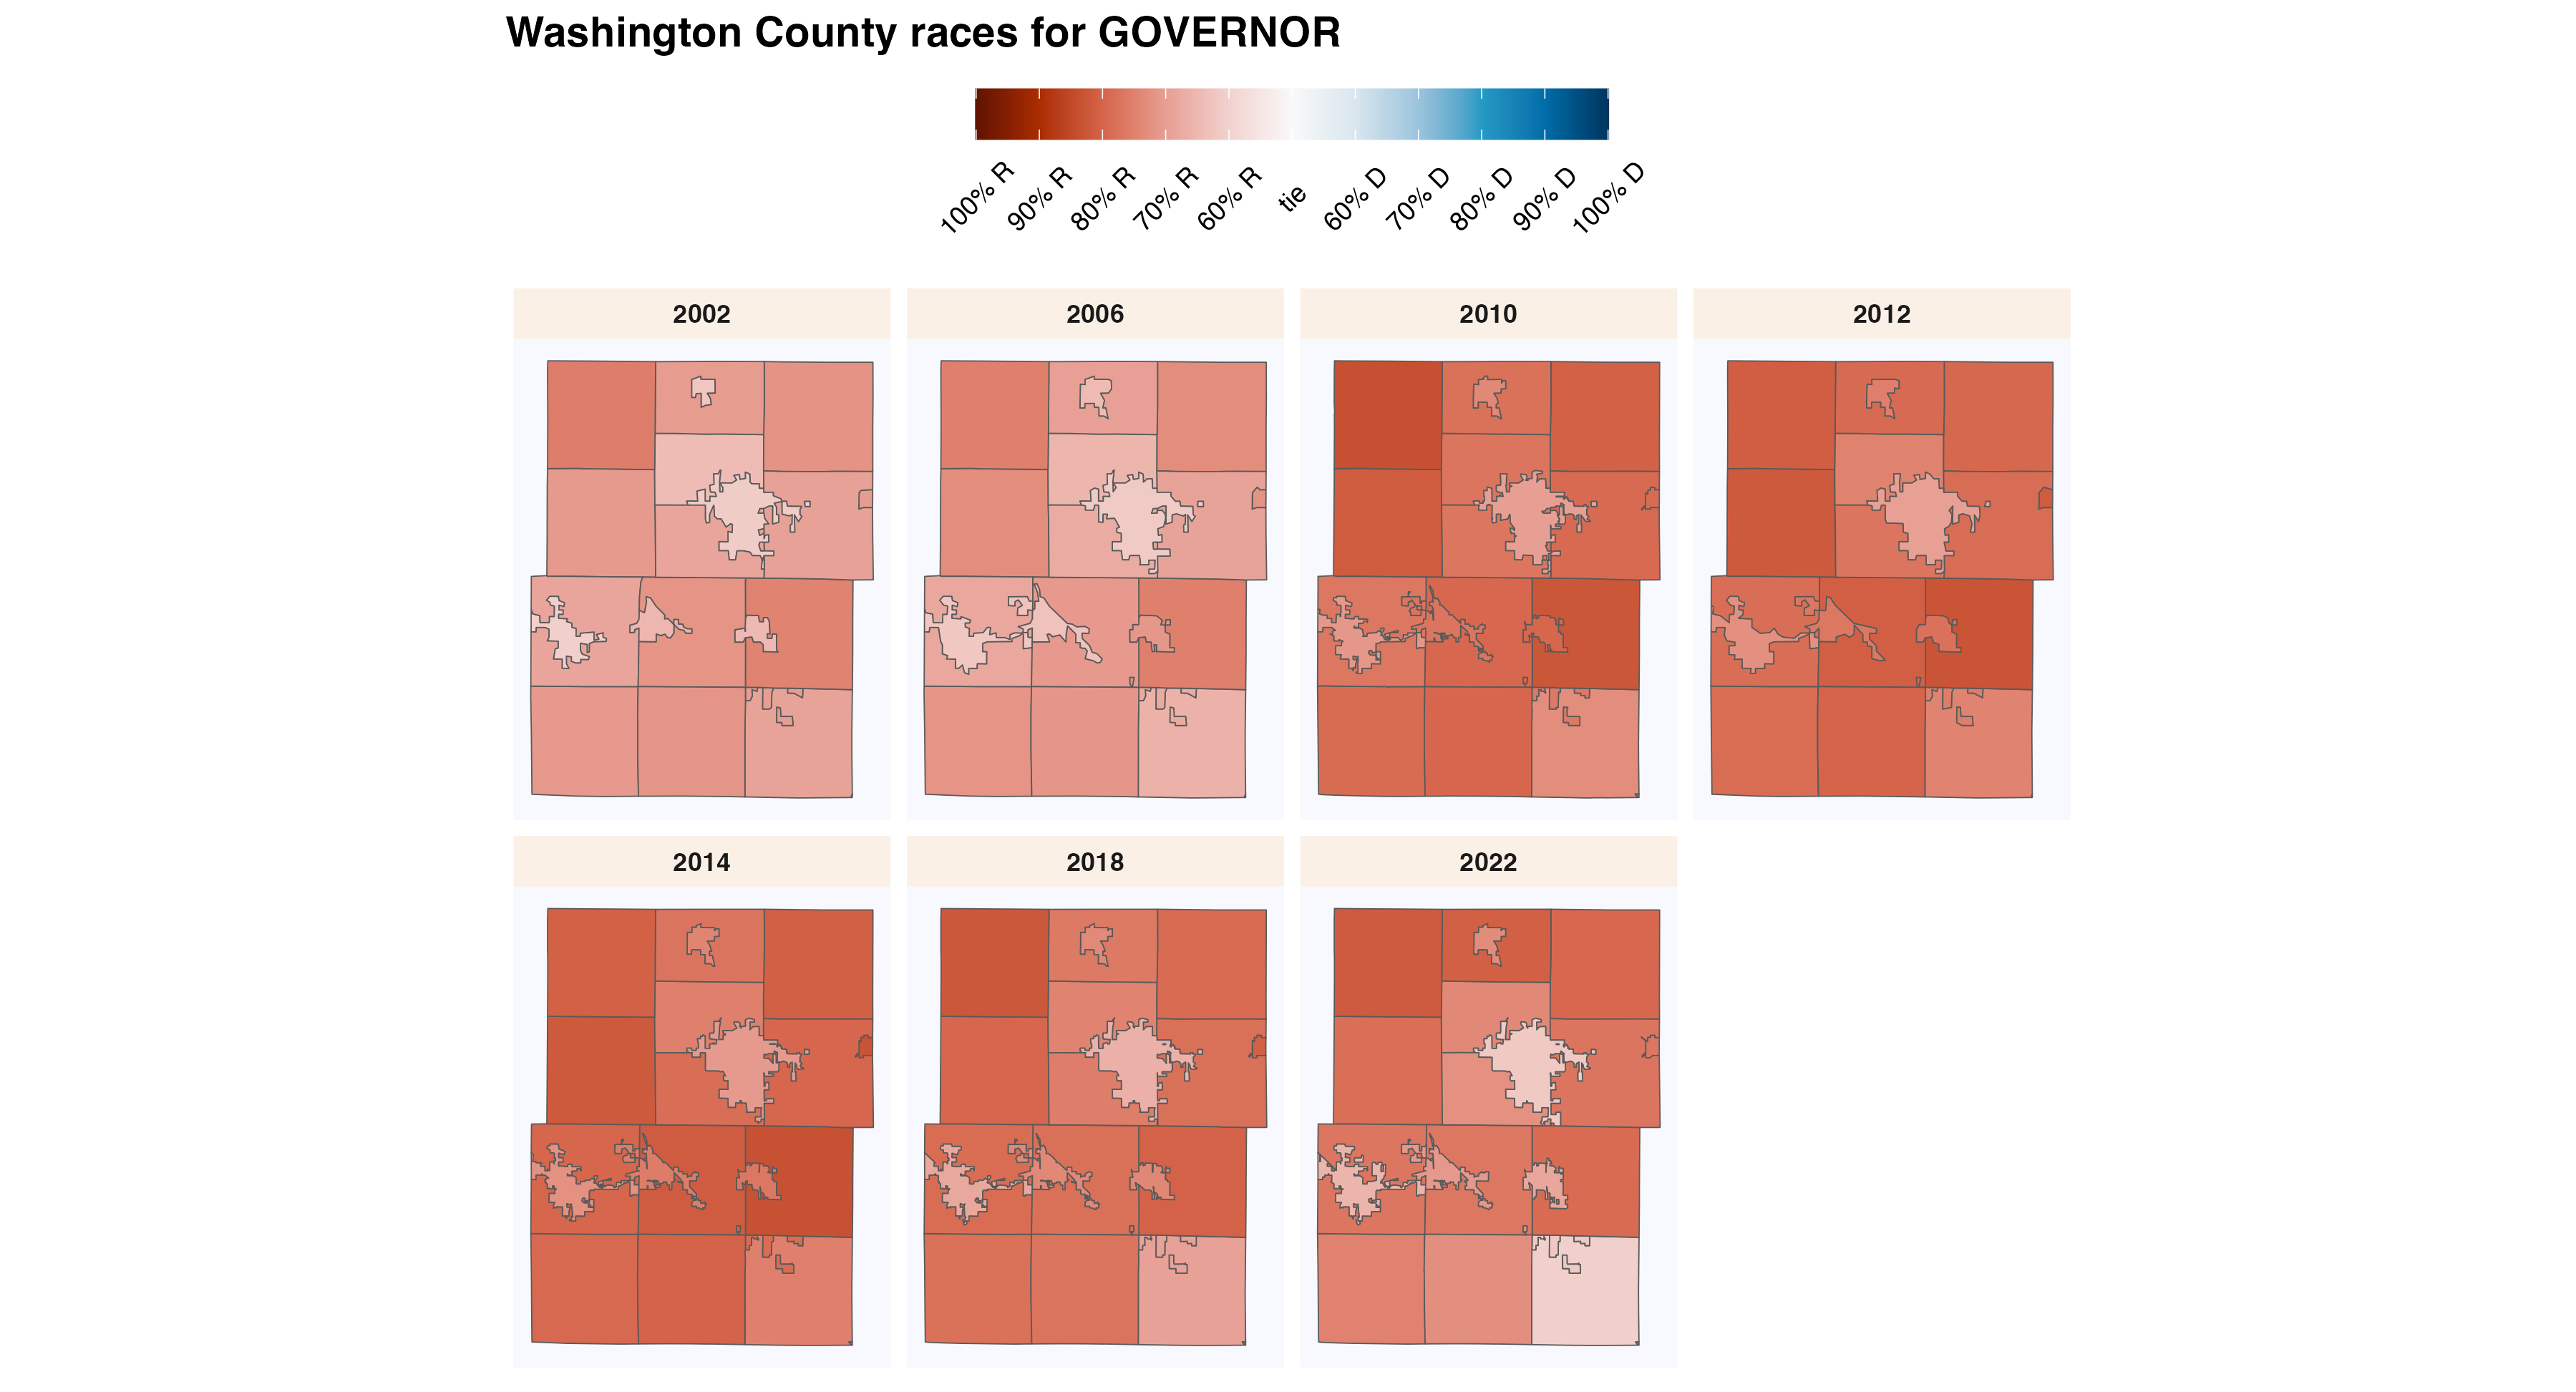 Washington County races for GOVERNOR
100% R
90% R
80% R
70% R
60% R
tie
60% D
70% D
80% D
90% D
100% D
2002
2006
2010
2012
2014
2018
2022